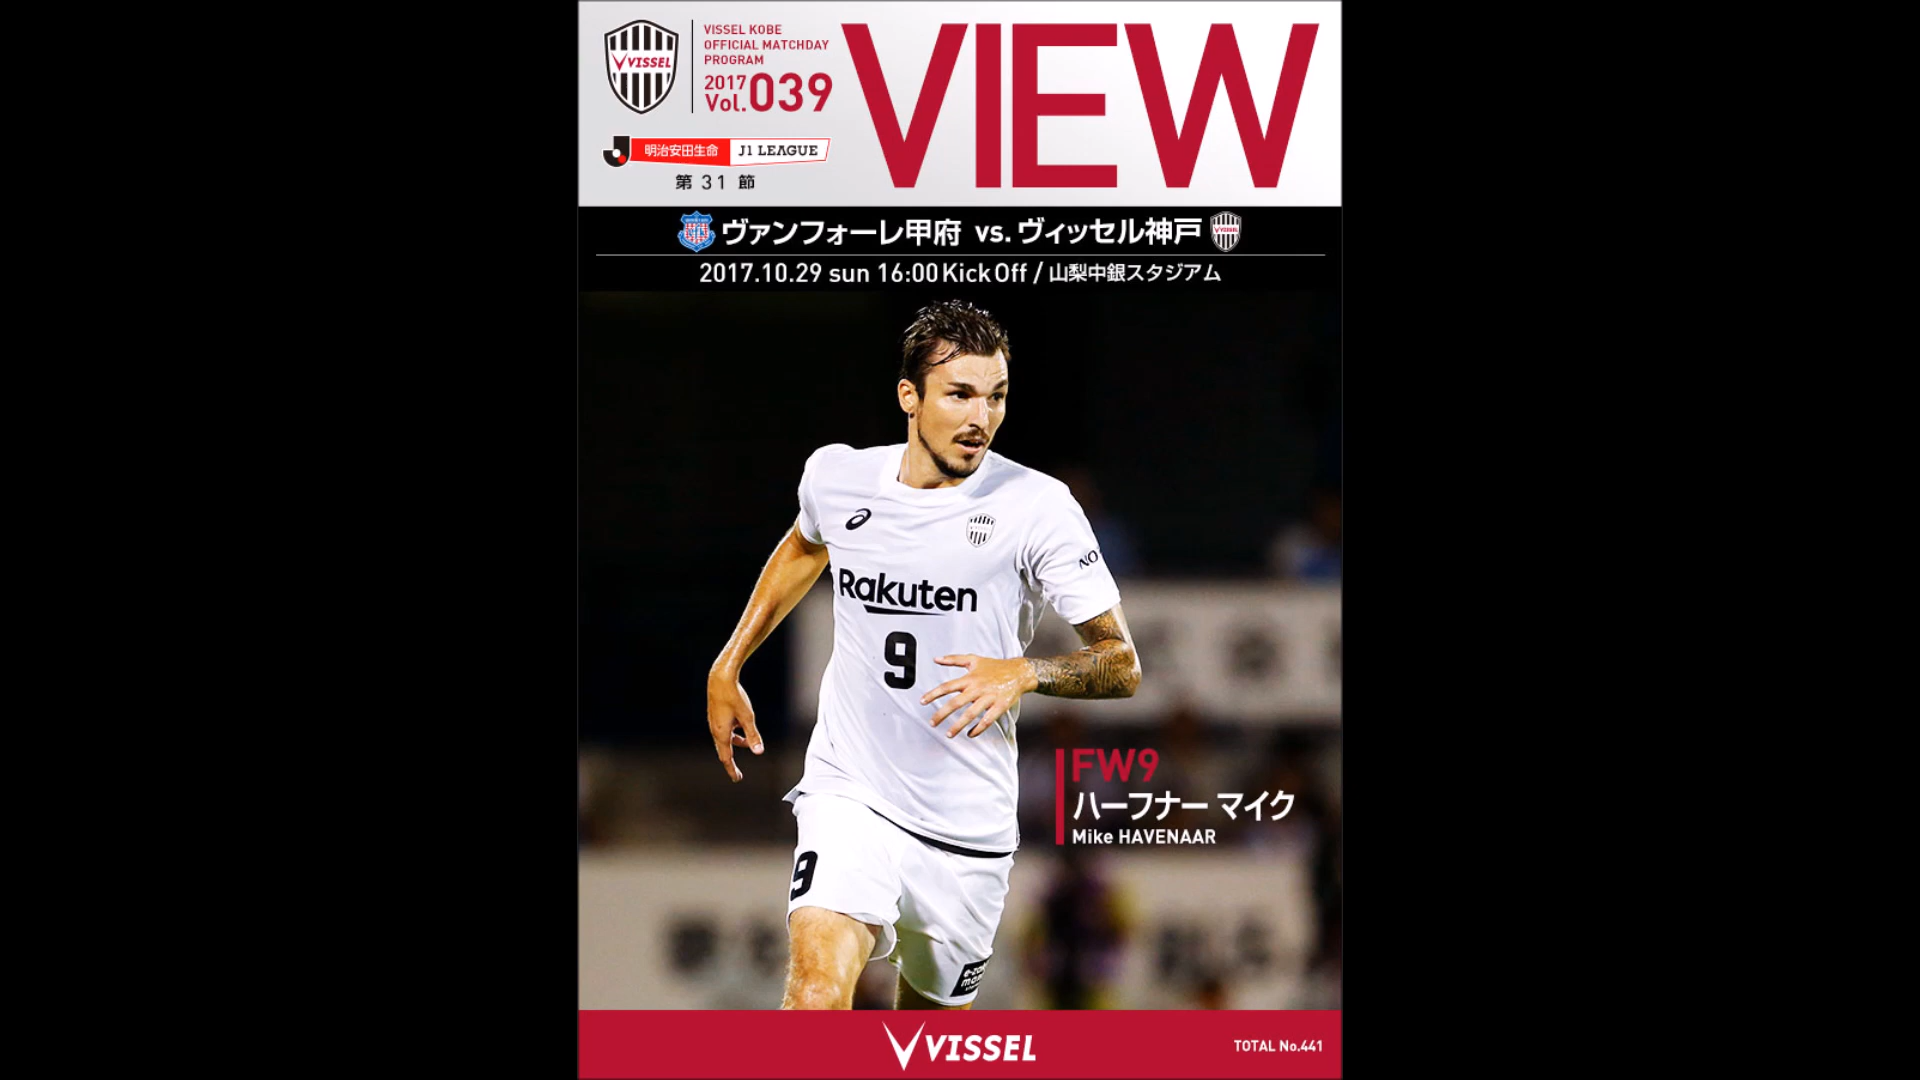 VISSEL
VISSEL KOBE
OFFICIAL MATCHDAY
PROGRAM
2017
Vol.039
VIEW
明治安田生命 J1 LEAGUE
第 31 節
ヴァンフォーレ甲府 vs. ヴィッセル神戸
2017.10.29 sun 16:00 Kick Off / 山梨中銀スタジアム
NO
Rakuten
9
FW9
ハーフナー マイク
Mike HAVENAAR
9
VISSEL
TOTAL No.441